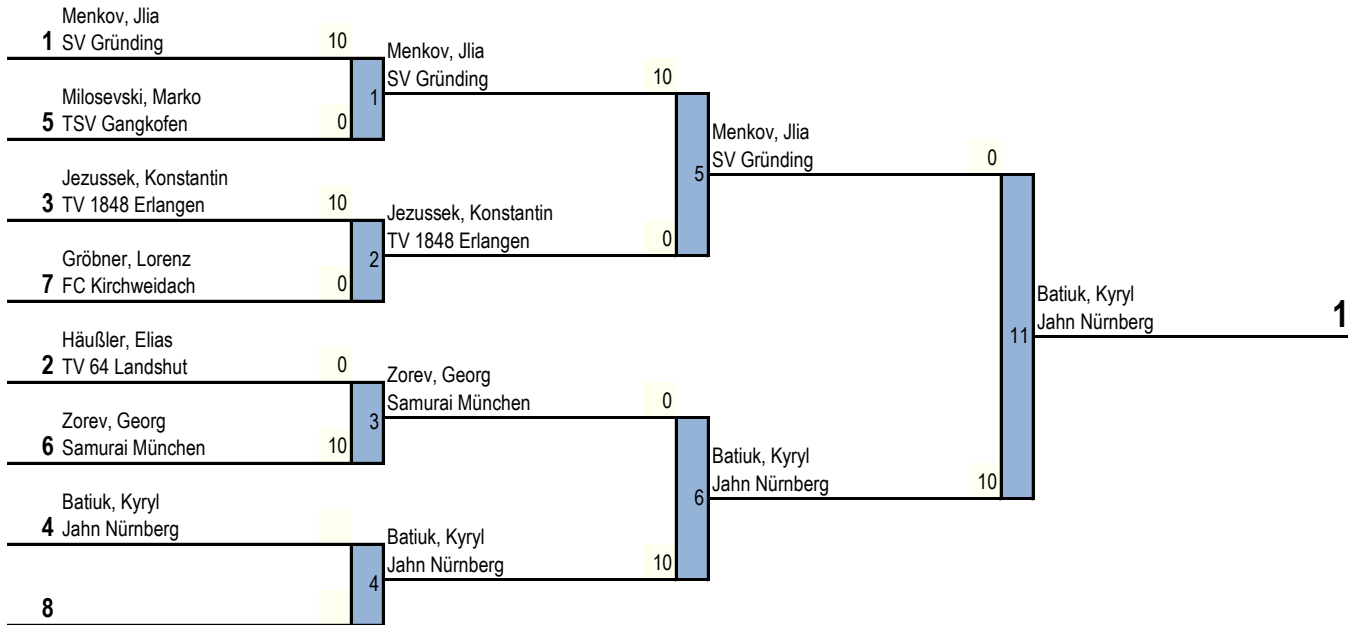 Menkov, Jlia
1 SV Gründing 10
Milosevski, Marko
5 TSV Gangkofen 0
1
Jezussek, Konstantin
3 TV 1848 Erlangen 10
Gröbner, Lorenz
7 FC Kirchweidach 0
2
Häußler, Elias
2 TV 64 Landshut 0
Zorev, Georg
6 Samurai München 10
3
Batiuk, Kyryl
4 Jahn Nürnberg
8
4
Menkov, Jlia
SV Gründing 10
Jezussek, Konstantin
TV 1848 Erlangen 0
5
Zorev, Georg
Samurai München 0
Batiuk, Kyryl
Jahn Nürnberg 10
6
Menkov, Jlia
SV Gründing 0
Batiuk, Kyryl
Jahn Nürnberg 10
11
Batiuk, Kyryl
Jahn Nürnberg 1